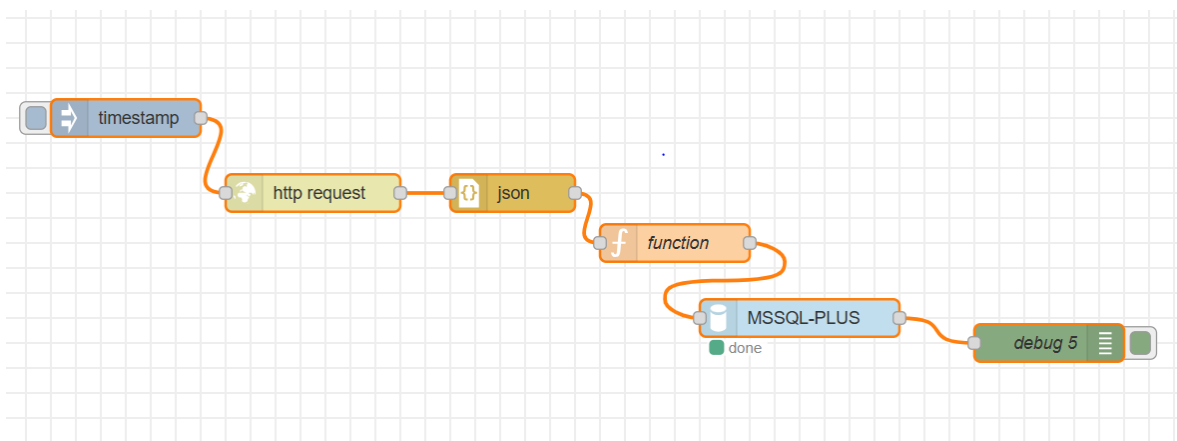 timestamp
http request
{} json
function
MSSQL-PLUS
done
debug 5